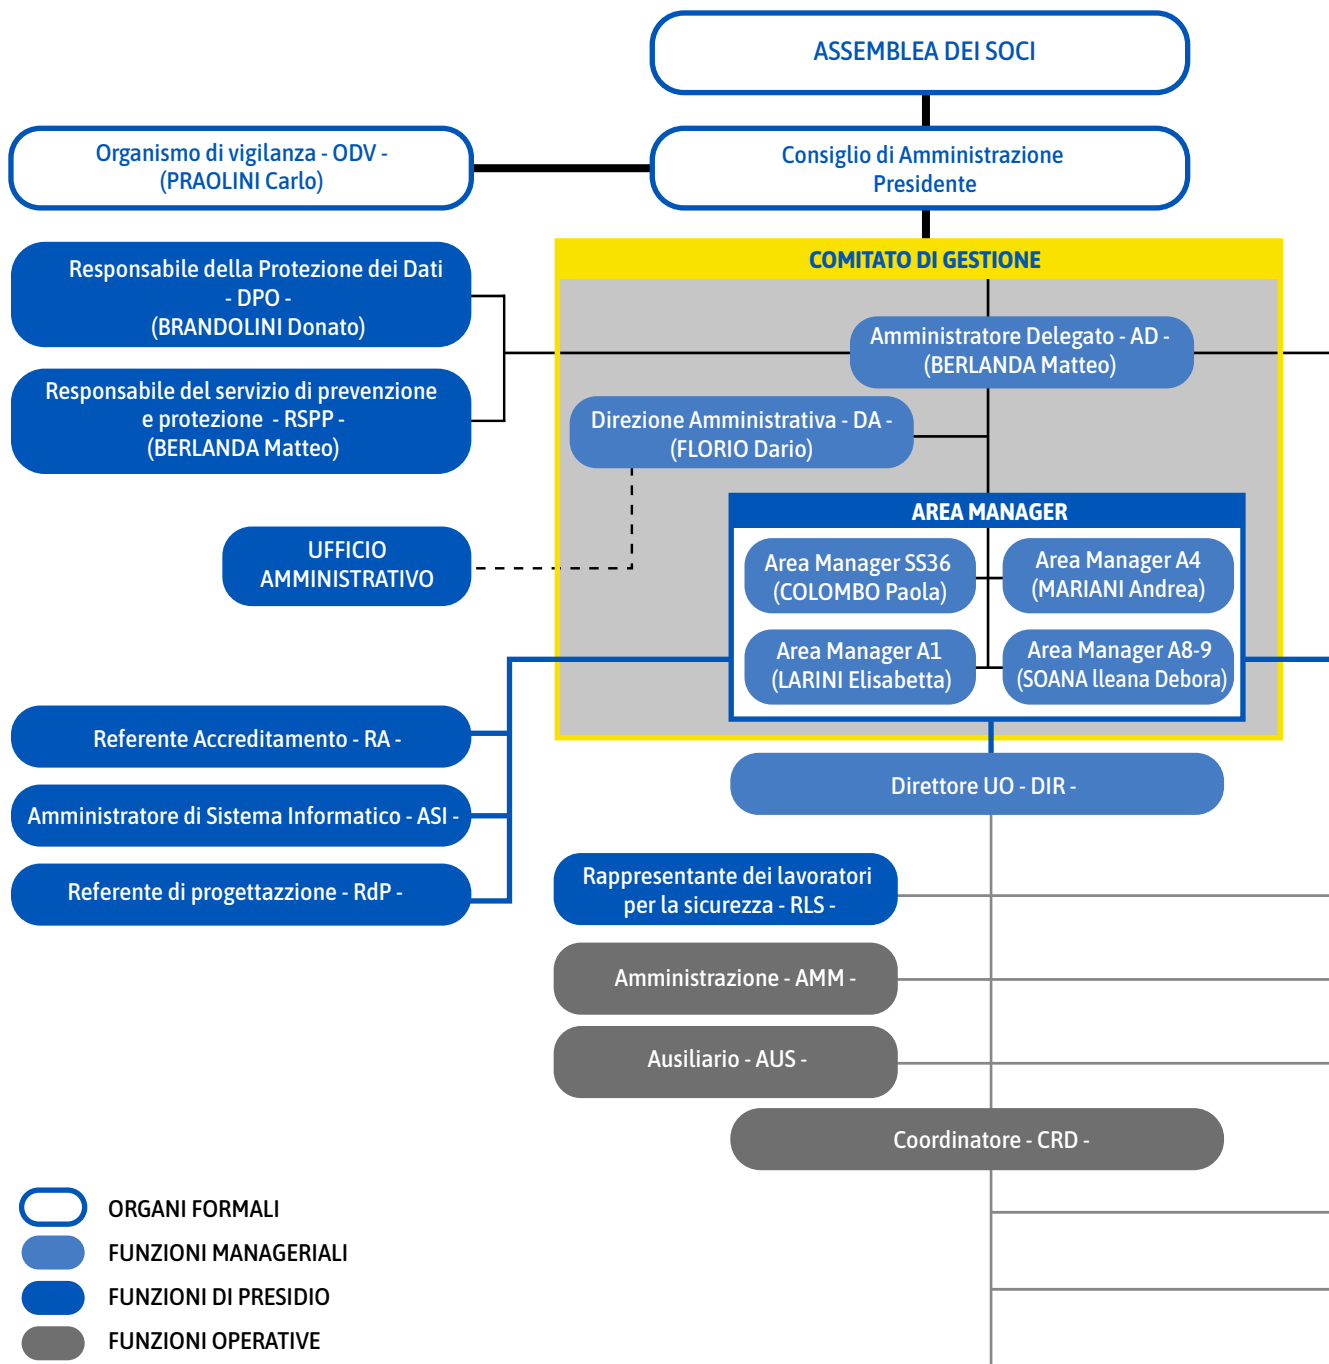 ASSEMBLEA DEI SOCI
Organismo di vigilanza - ODV -
(PRAOLINI Carlo)
Consiglio di Amministrazione
Presidente
Responsabile della Protezione dei Dati
- DPO -
(BRANDOLINI Donato)
COMITATO DI GESTIONE
Amministratore Delegato - AD -
(BERLANDA Matteo)
Responsabile del servizio di prevenzione
e protezione - RSPP -
(BERLANDA Matteo)
Direzione Amministrativa - DA -
(FLORIO Dario)
AREA MANAGER
UFFICIO
AMMINISTRATIVO
Area Manager SS36
(COLOMBO Paola)
Area Manager A4
(MARIANI Andrea)
Area Manager A1
(LARINI Elisabetta)
Area Manager A8-9
(SOANA lleana Debora)
Referente Accreditamento - RA -
Amministratore di Sistema Informatico - ASI -
Referente di progettazzione - RdP -
Direttore UO - DIR -
Rappresentante dei lavoratori
per la sicurezza - RLS -
Amministrazione - AMM -
Ausiliario - AUS -
Coordinatore - CRD -
ORGANI FORMALI
FUNZIONI MANAGERIALI
FUNZIONI DI PRESIDIO
FUNZIONI OPERATIVE